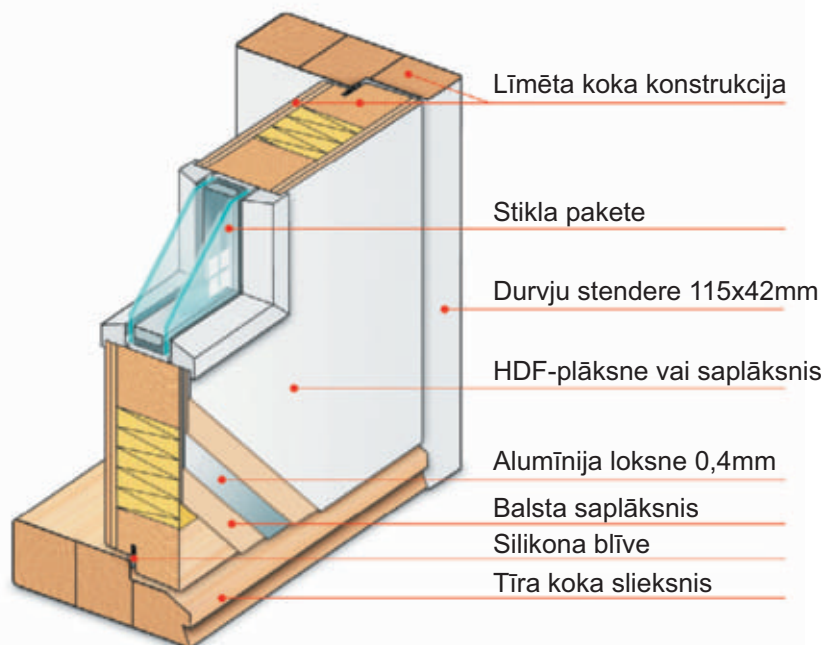 Līmēta koka konstrukcija
Stikla pakete
Durvju stendere 115x42mm
HDF-plāksne vai saplāksnis
Alumīnija loksne 0,4mm
Balsta saplāksnis
Silikona blīve
Tīra koka slieksnis